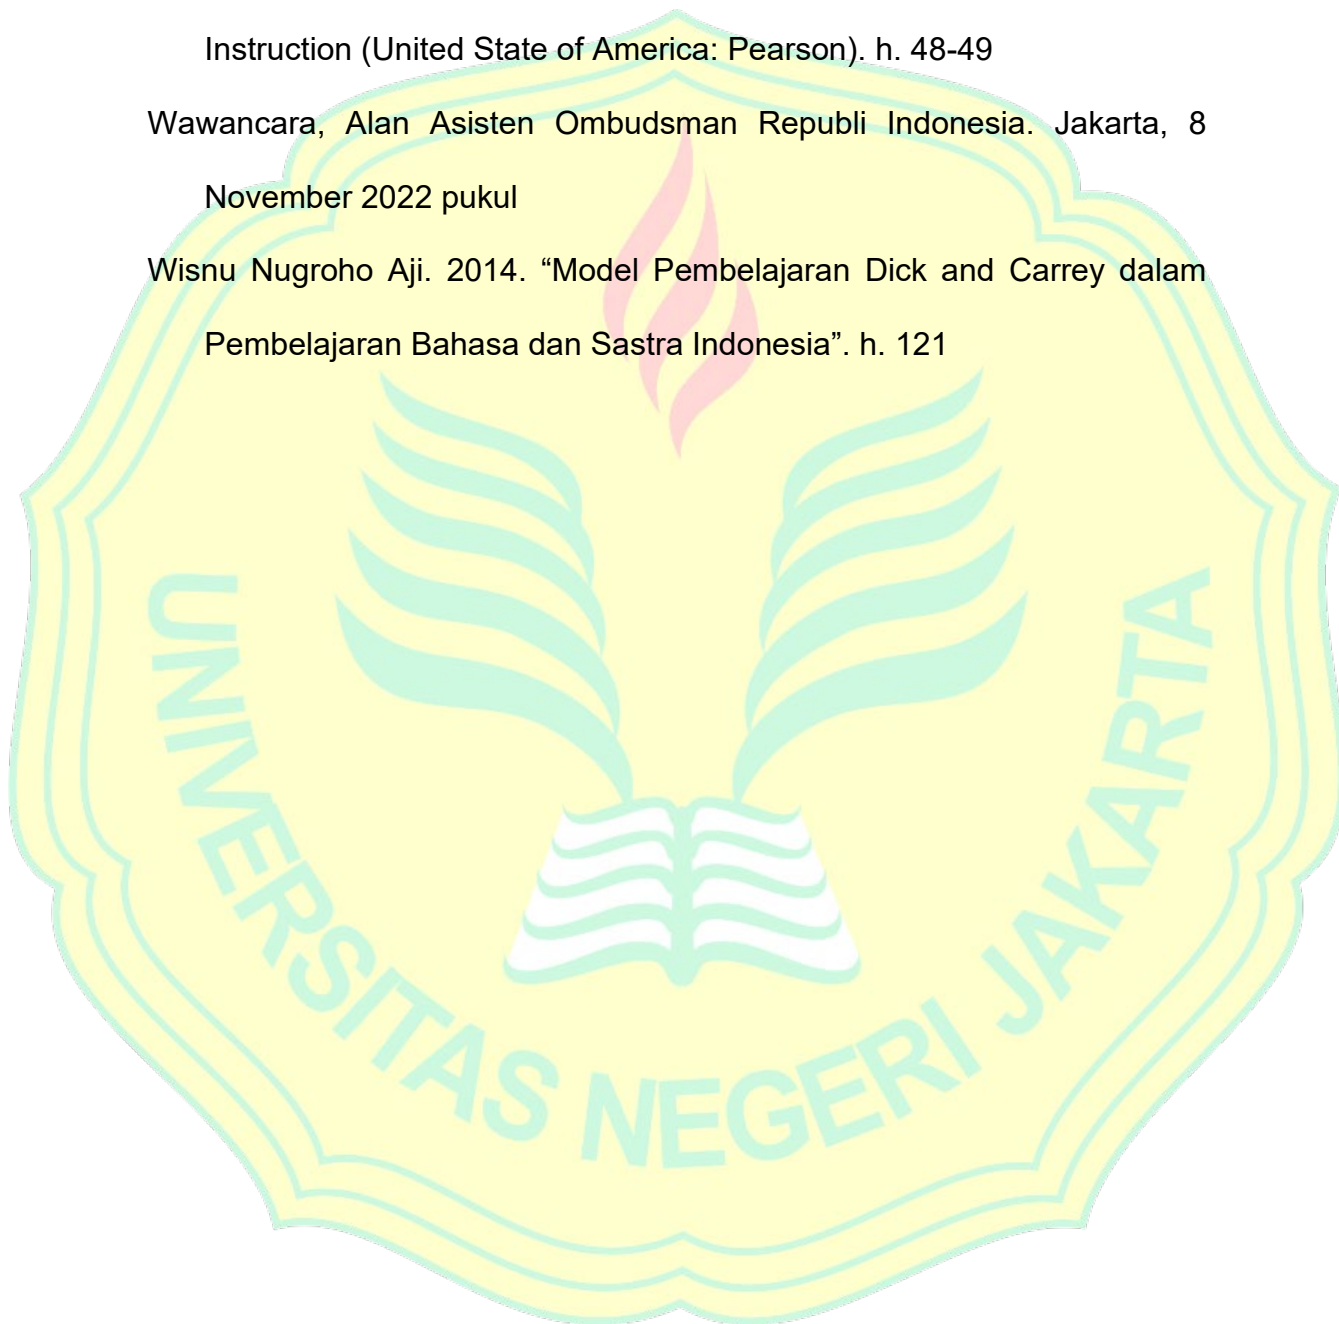 Instruction (United State of America: Pearson). h. 48-49
Wawancara, Alan Asisten Ombudsman Republi Indonesia. Jakarta, 8
November 2022 pukul
Wisnu Nugroho Aji. 2014. “Model Pembelajaran Dick and Carrey dalam
Pembelajaran Bahasa dan Sastra Indonesia”. h. 121
UNIVERSITAS NEGERI JAKARTA